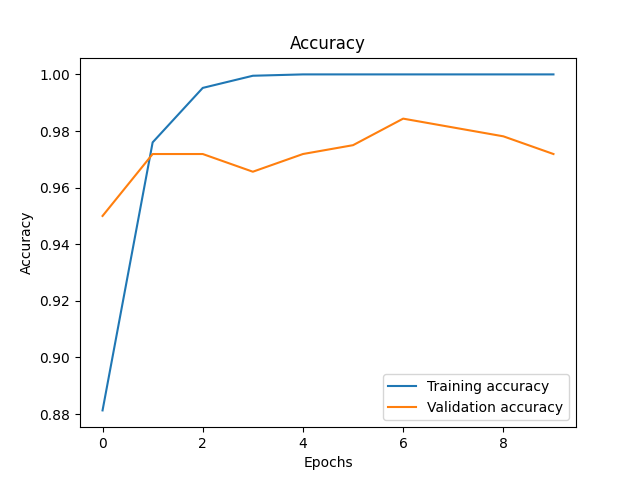 Accuracy
1.00
0.98
0.96
0.94
0.92
0.90
0.88
Accuracy
Training accuracy
Validation accuracy
0 2 4 6 8
Epochs